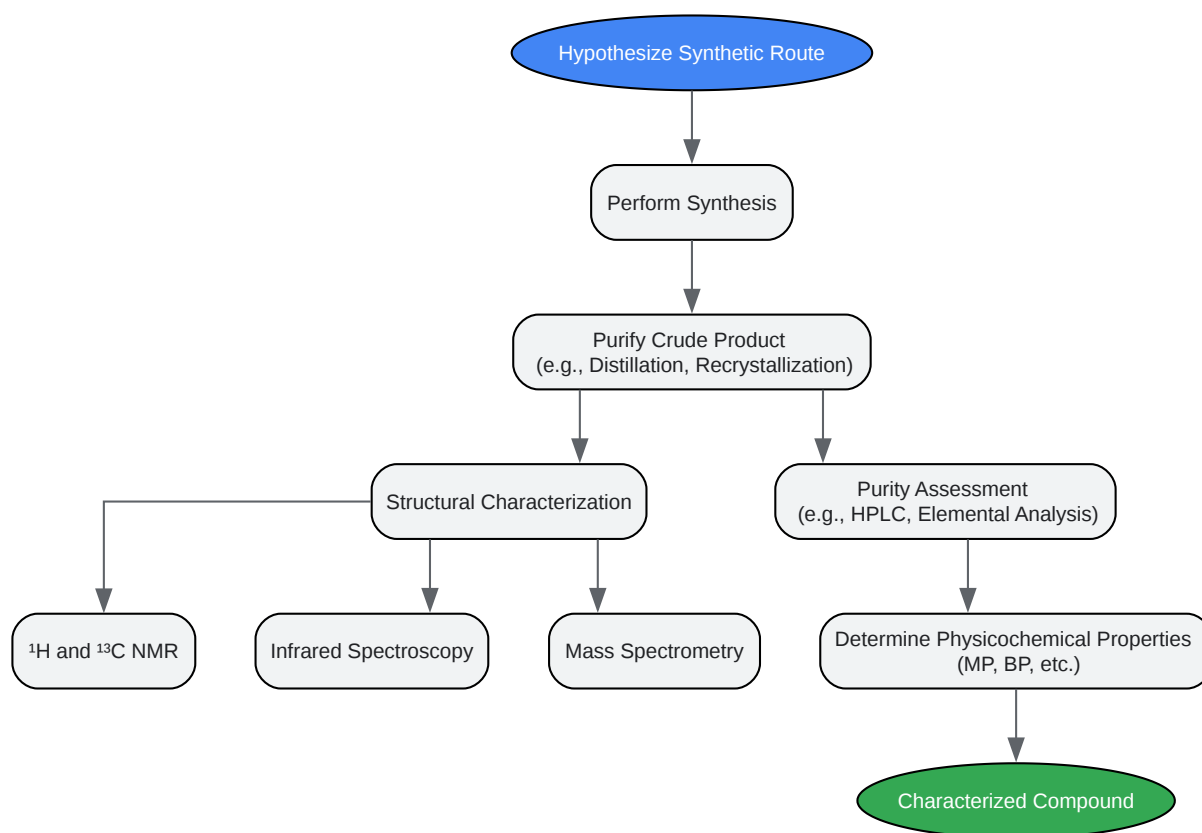 Hypothesize Synthetic Route
Perform Synthesis
Purify Crude Product
(e.g., Distillation, Recrystallization)
Structural Characterization
Purity Assessment
(e.g., HPLC, Elemental Analysis)
¹H and ¹³C NMR
Infrared Spectroscopy
Mass Spectrometry
Determine Physicochemical Properties
(MP, BP, etc.)
Characterized Compound